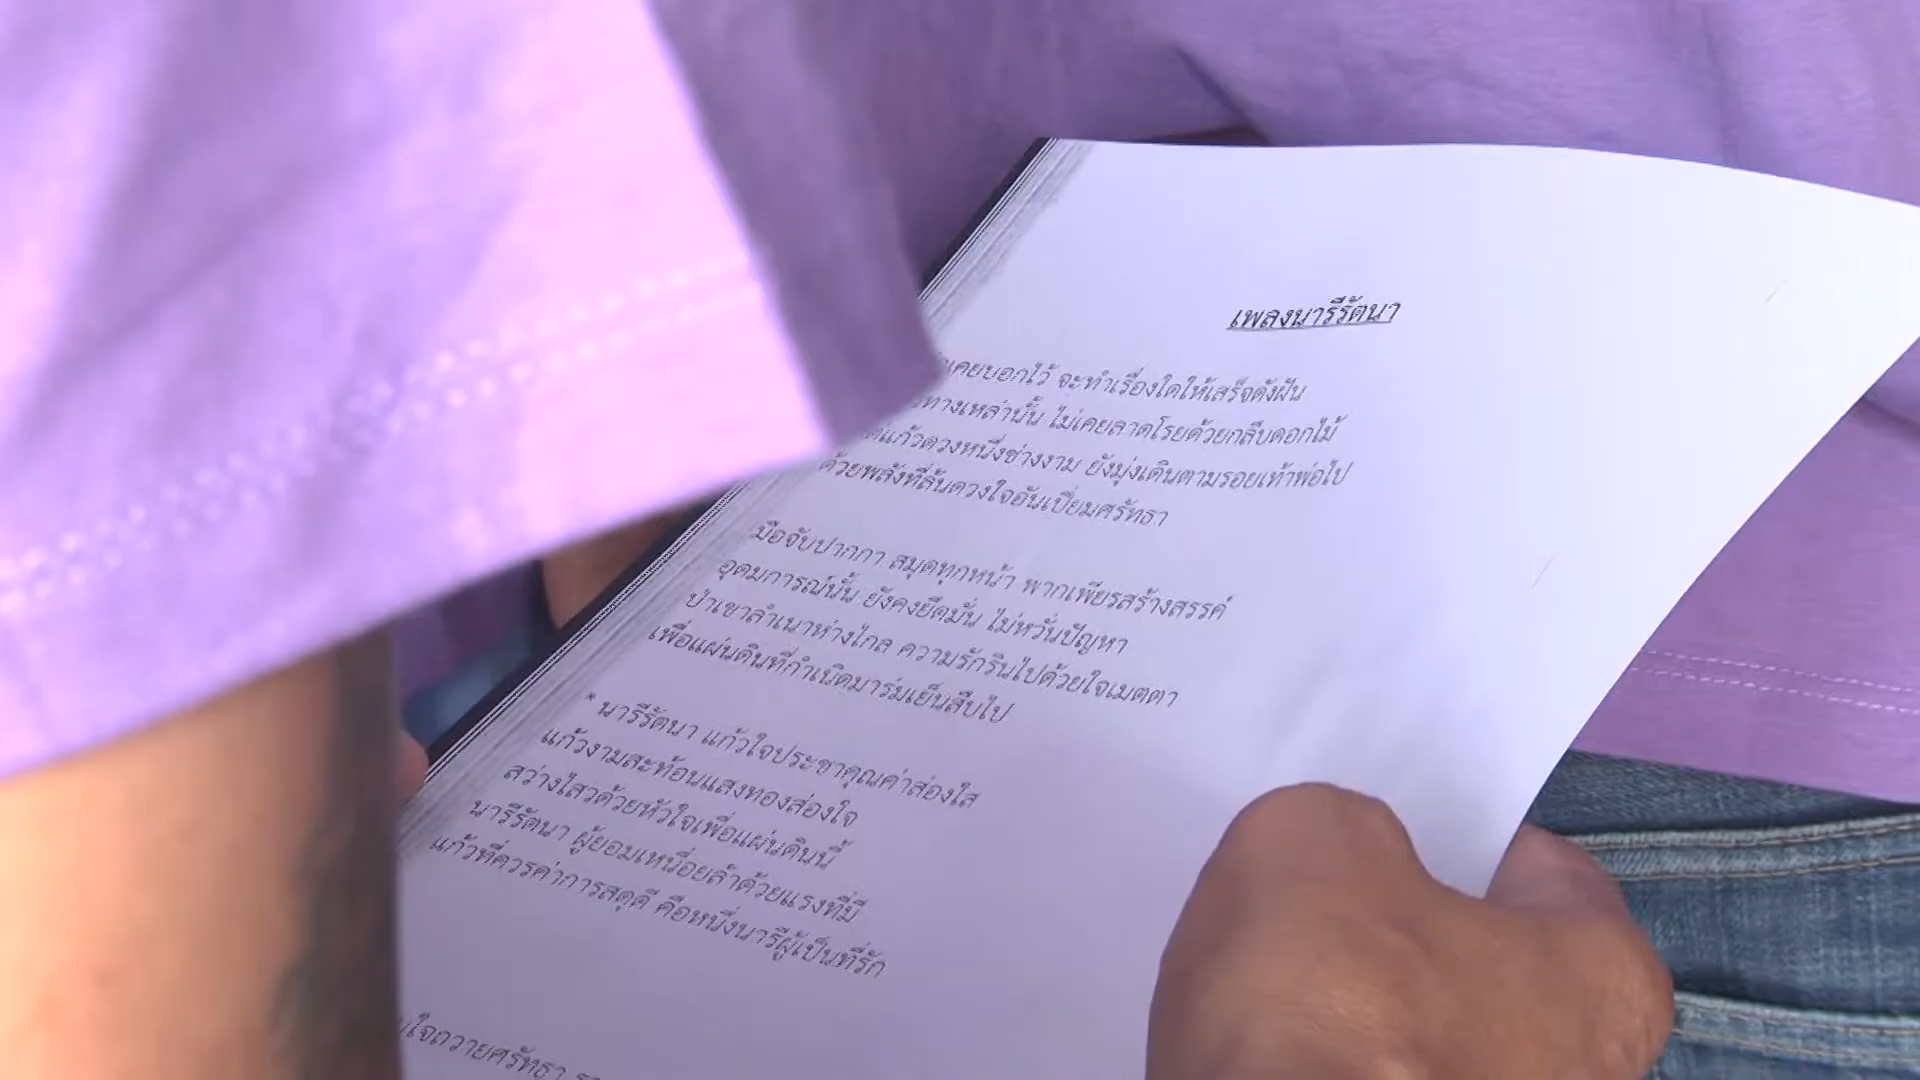 เพลงนารีรัตนา
เคยบอกไว้ จะทำเรื่องใดให้เสร็จดังฝัน
ทางเหล่านั้น ไม่เคยลาดโรยด้วยกลีบดอกไม้
แก้วดวงหนึ่งช่างงาม ยังมุ่งเดินตามรอยเท้าพ่อไป
ด้วยพลังที่ล้นดวงใจอันเปี่ยมศรัทธา
มือจับปากกา สมุดทุกหน้า พากเพียรสร้างสรรค์
อุดมการณ์นั้น ยังคงยึดมั่น ไม่หวั่นปัญหา
ป่าเขาลำเนาห่างไกล ความรักรินไปด้วยใจเมตตา
เพื่อแผ่นดินที่กำเนิดมาร่มเย็นสืบไป
* นารีรัตนา แก้วใจประชาคุณค่าส่องใส
แก้วงามสะท้อนแสงทองส่องใจ
สว่างไสวด้วยหัวใจเพื่อแผ่นดินนี้
นารีรัตนา ผู้ยอมเหนื่อยล้าด้วยแรงที่มี
แก้วที่ควรค่าการสดุดี คือหนึ่งนารีผู้เป็นที่รัก
ใจถวายศรัทธา